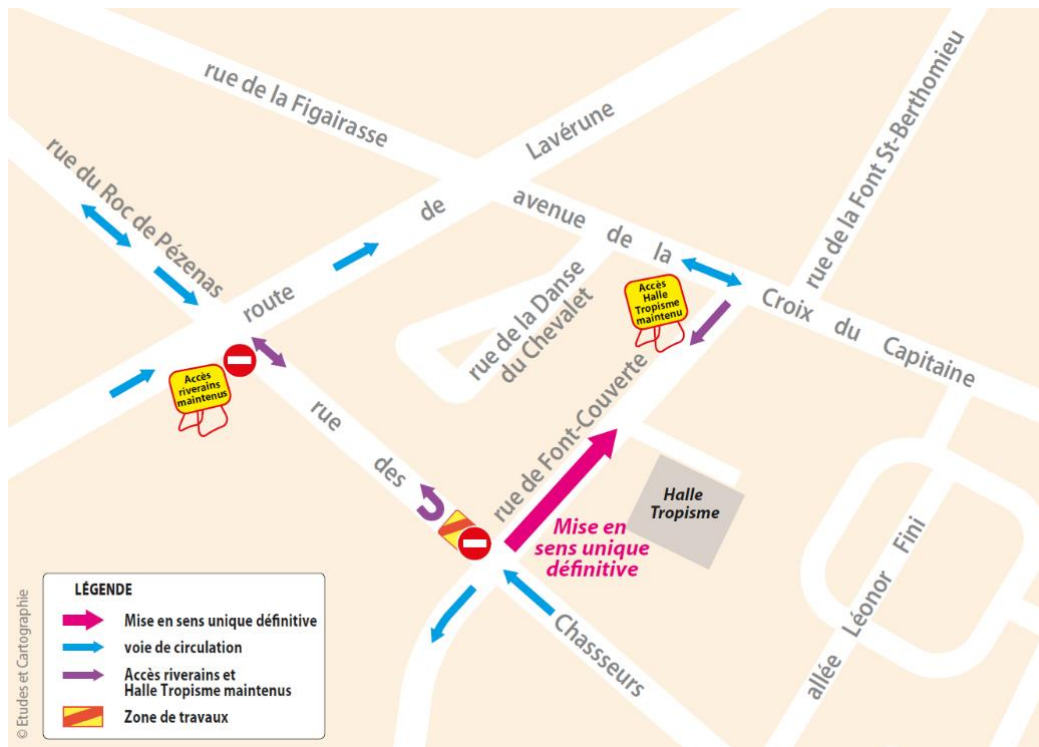 rue de la Figairasse
rue du Roc de Pézenas
route de Lavérune
avenue de la Croix du Capitaine
rue de la Font St-Berthomieu
rue de la Danse
du Chevalet
Accès
Halle
Tropisme
maintenu
Accès
riverains
maintenus
rue des Chassseurs
rue de Font-Couverte
Halle
Tropisme
Mise en
sens unique
définitive
allée Léonor Fini
LÉGENDE
Mise en sens unique définitive
voie de circulation
Accès riverains et
Halle Tropisme maintenus
Zone de travaux
© Etudes et Cartographie